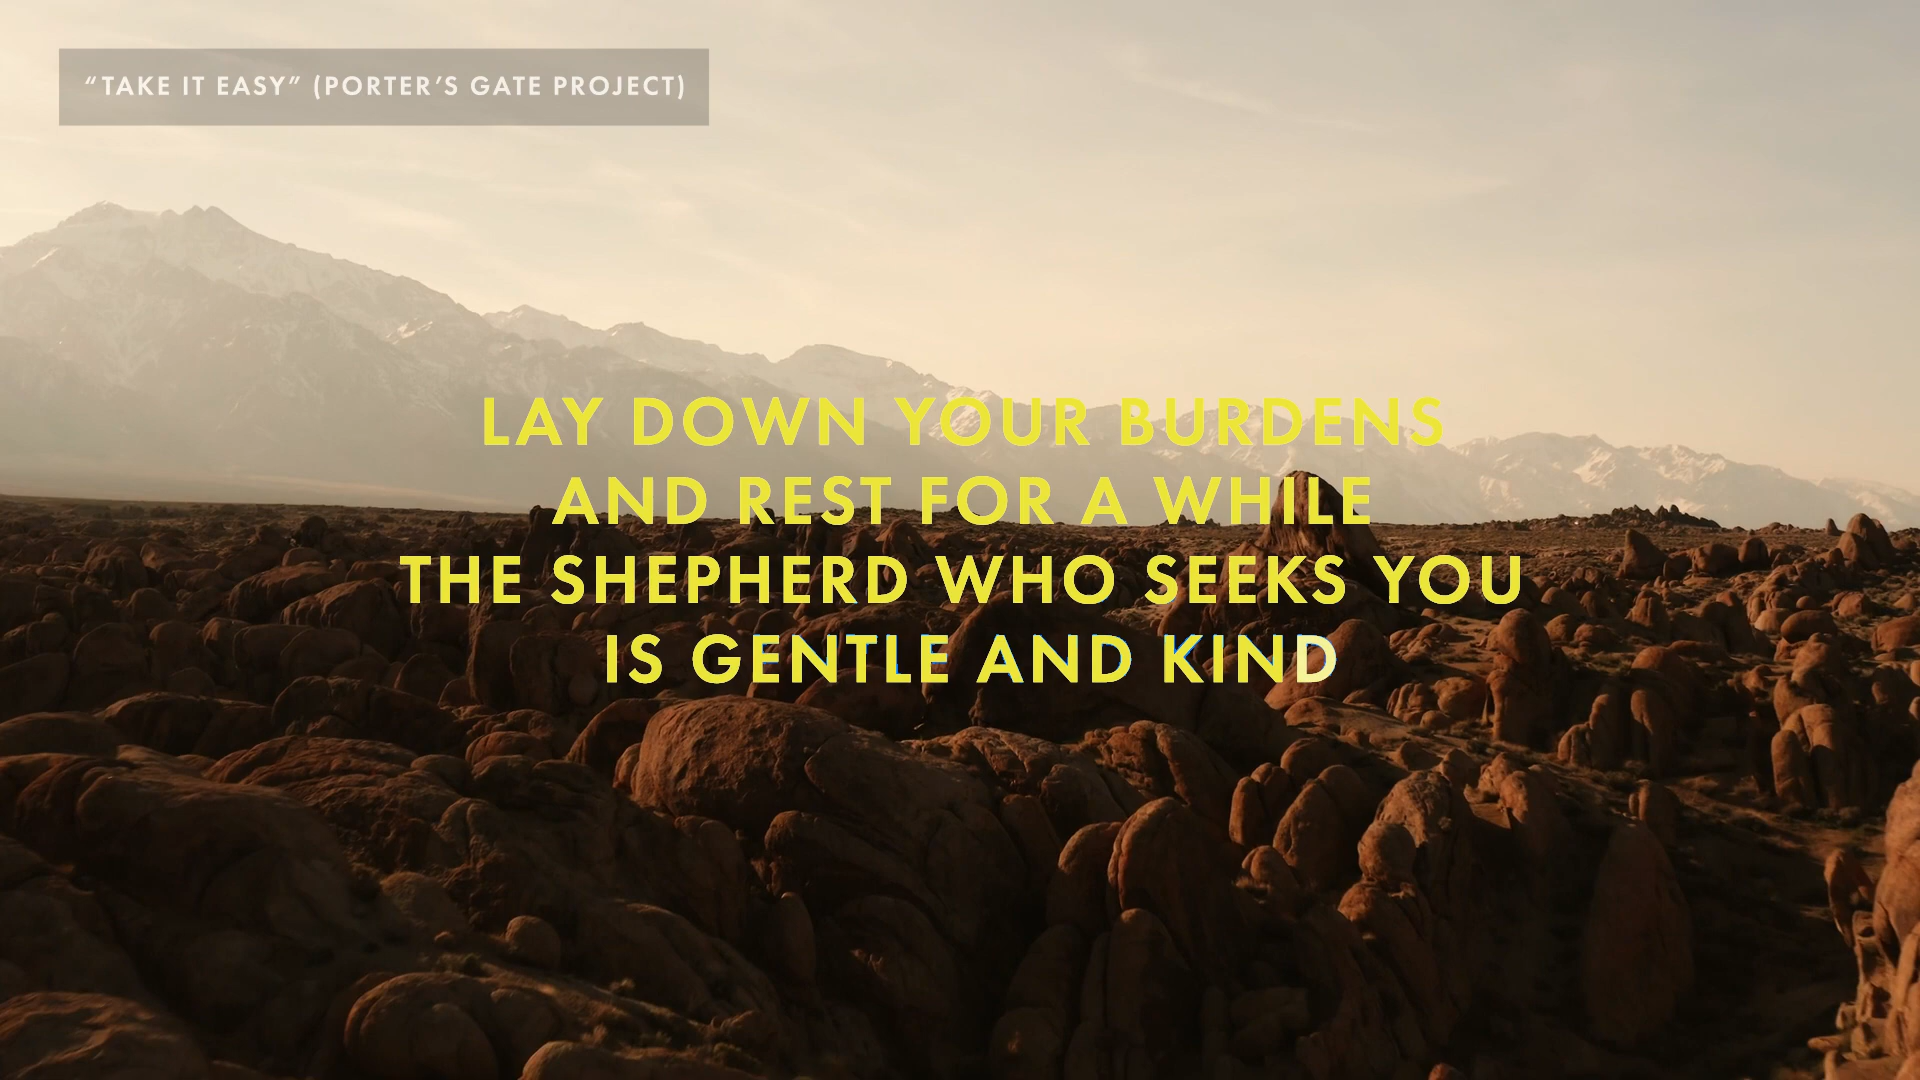 “TAKE IT EASY” (PORTER’S GATE PROJECT)
LAY DOWN YOUR BURDENS
AND REST FOR A WHILE
THE SHEPHERD WHO SEEKS YOU
IS GENTLE AND KIND